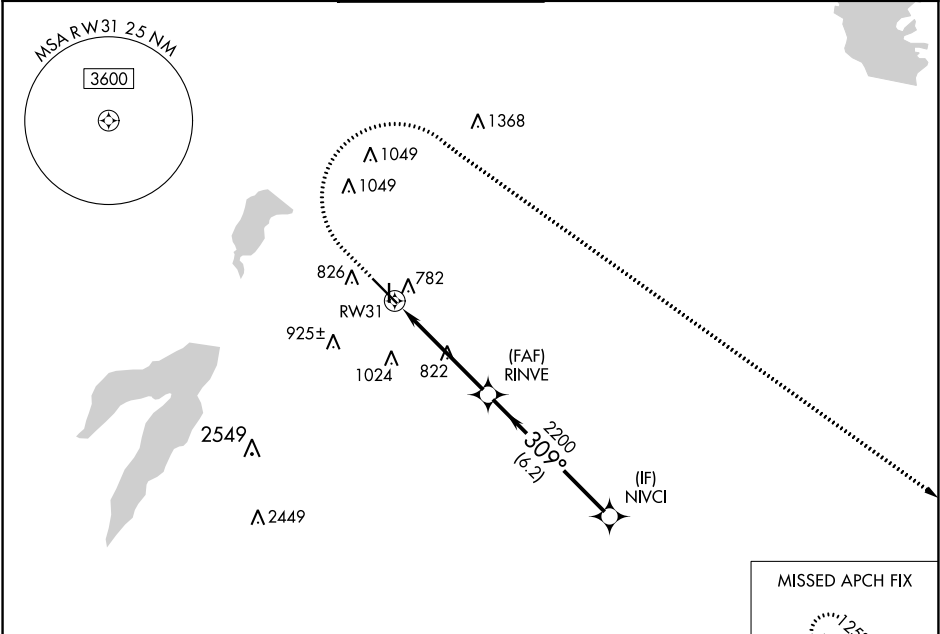 MSA RW31 25 NM
3600
1368
1049
1049
826
782
RW31
925±
1024
822
(FAF)
RINVE
2200
309°
(6.2)
2549
(IF)
NIVCI
2449
MISSED APCH FIX